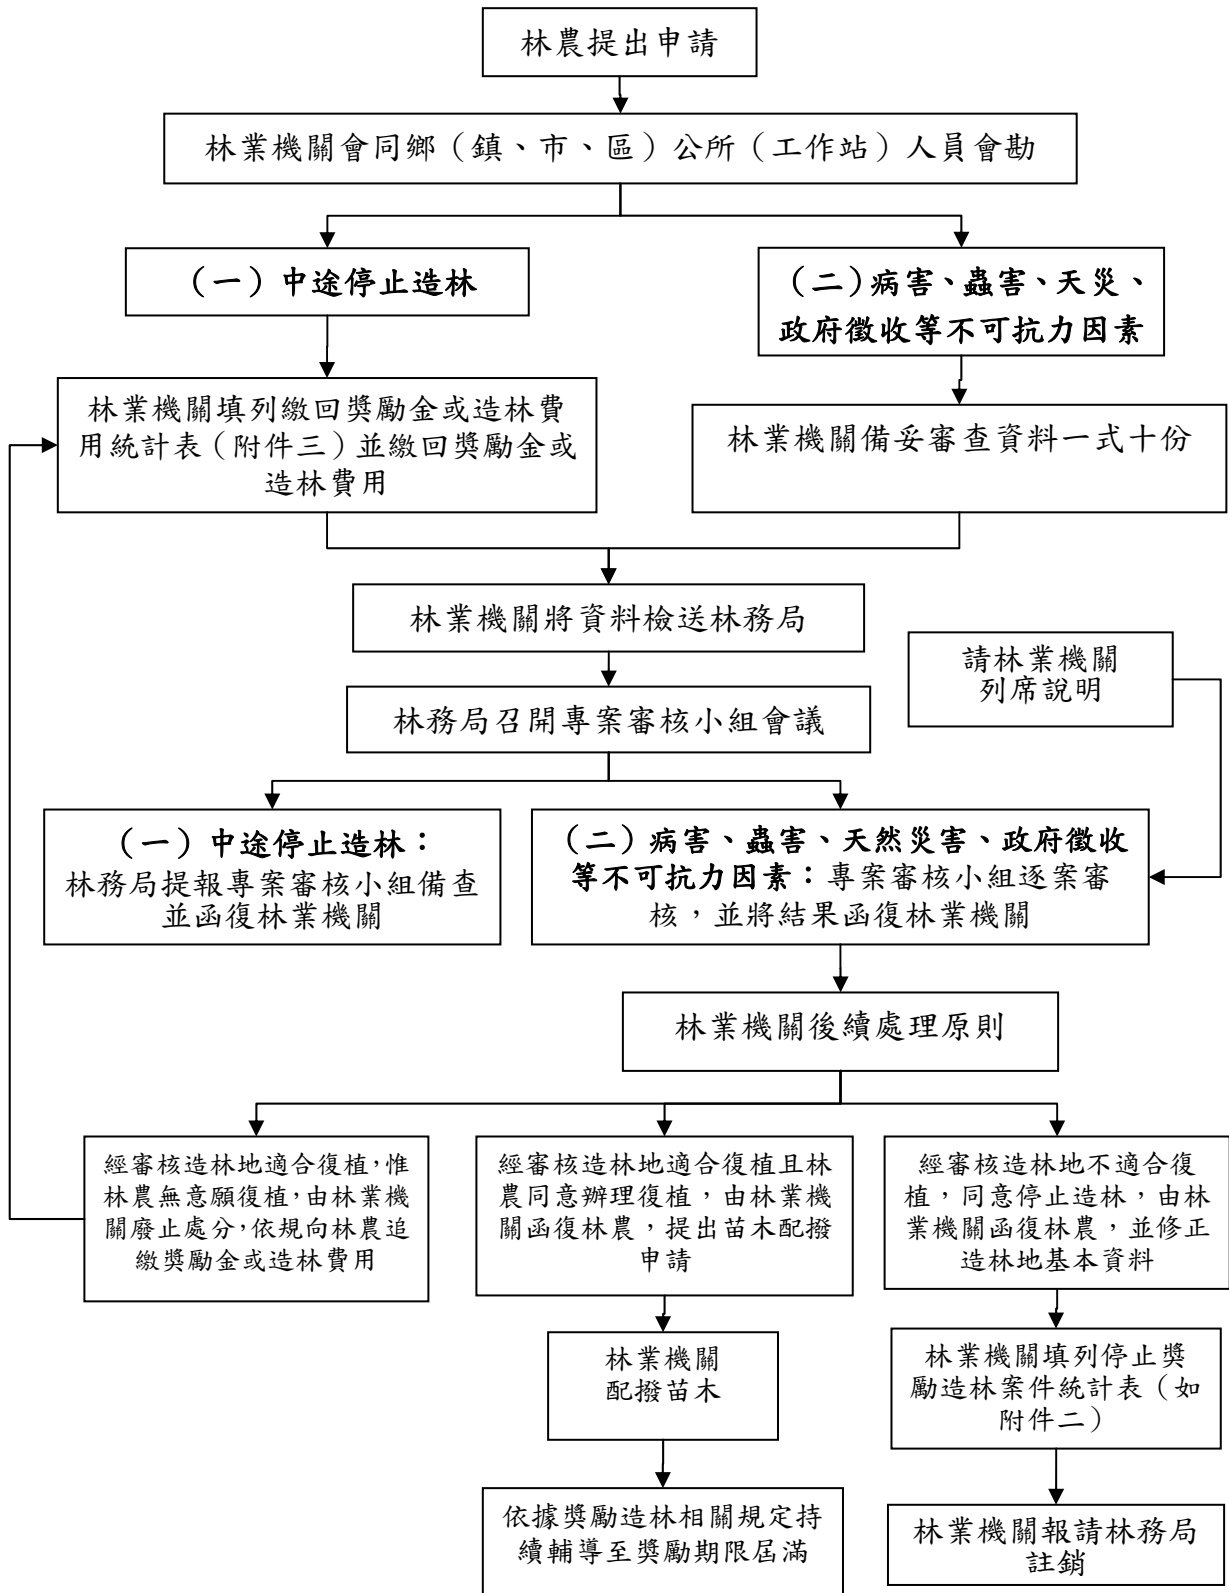 林農提出申請
林業機關會同鄉（鎮、市、區）公所（工作站）人員會勘
（一）中途停止造林
（二）病害、蟲害、天災、
政府徵收等不可抗力因素
林業機關填列繳回獎勵金或造林費
用統計表（附件三）並繳回獎勵金或
造林費用
林業機關備妥審查資料一式十份
林業機關將資料檢送林務局
請林業機關
列席說明
林務局召開專案審核小組會議
（一）中途停止造林：
林務局提報專案審核小組備查
並函復林業機關
（二）病害、蟲害、天然災害、政府徵收
等不可抗力因素：專案審核小組逐案審
核，並將結果函復林業機關
林業機關後續處理原則
經審核造林地適合復植，惟
林農無意願復植，由林業機
關廢止處分，依規向林農追
繳獎勵金或造林費用
經審核造林地適合復植且林
農同意辦理復植，由林業機
關函復林農，提出苗木配撥
申請
經審核造林地不適合復
植，同意停止造林，由林
業機關函復林農，並修正
造林地基本資料
林業機關
配撥苗木
林業機關填列停止獎
勵造林案件統計表（如
附件二）
依據獎勵造林相關規定持
續輔導至獎勵期限屆滿
林業機關報請林務局
註銷